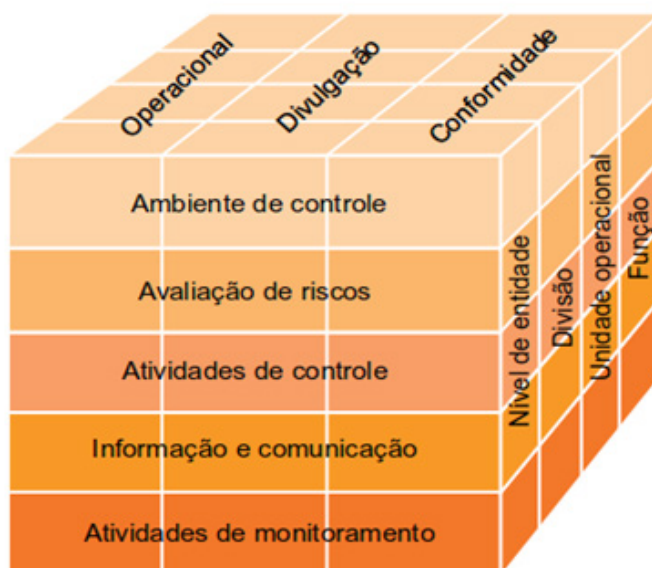 Operacional
Divulgação
Conformidade
Ambiente de controle
Avaliação de riscos
Atividades de controle
Informação e comunicação
Atividades de monitoramento
Nível de entidade
Divisão
Unidade operacional
Função